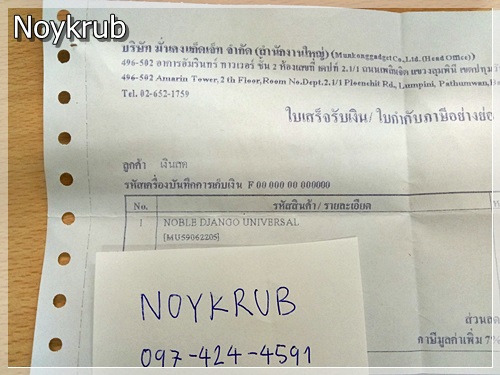 Noykrub
บริษัท มั่นคงแก็ดเจ็ท จำกัด (สำนักงานใหญ่) (Munkonggadget Co.,Ltd. (Head Office))
496-502 อาคารอัมรินทร์ ทาวเวอร์ ชั้น 2 ห้องเลขที่ 2.1/1 ถนนเพลินจิต แขวงลุมพินี เขตปทุม
496-502 Amarin Tower,2 th Floor,Room No.Dept.2.1/1 Ploenchit Rd., Lumpini, Pathumwan,
Tel. 02-652-1759
ใบเสร็จรับเงิน/ ใบกำกับภาษีอย่างย่อ
ลูกค้า เงินสด
รหัสเครื่องบันทึกการเก็บเงิน F 00 000 00 000000
No. รหัสสินค้า / รายละเอียด
1 NOBLE DJANGO UNIVERSAL
[MU59062205]
NOYKRUB
097-424-4591
ส่วนลด
ภาษีมูลค่าเพิ่ม 7%